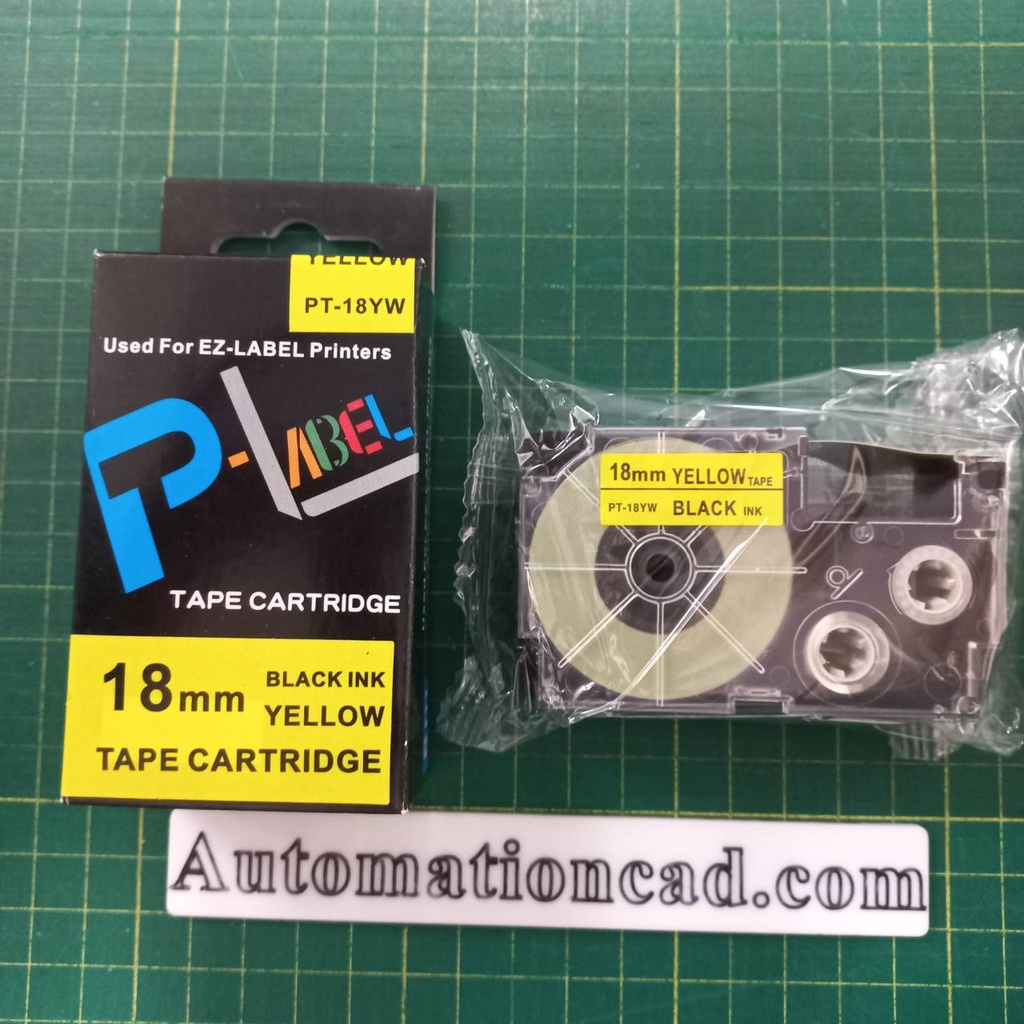 YELLOW
PT-18YW
Used For EZ-LABEL Printers
P-LABEL
TAPE CARTRIDGE
18mm
BLACK INK
YELLOW
TAPE CARTRIDGE
18mm YELLOW TAPE
PT-18YW BLACK INK
Automationcad.com